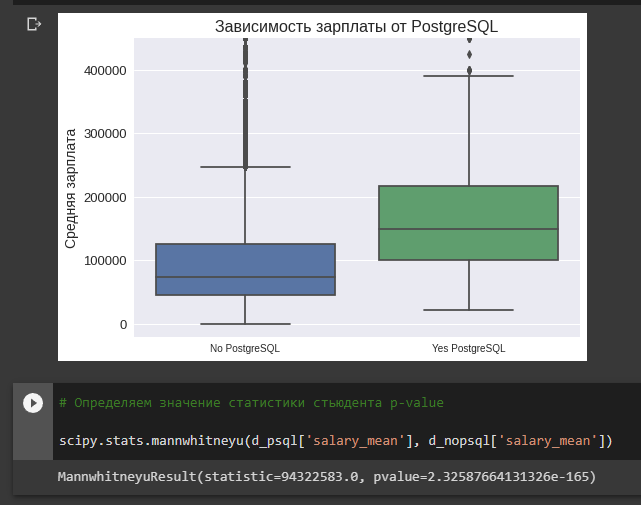 Зависимость зарплаты от PostgreSQL
Средняя зарплата
400000
300000
200000
100000
0
No PostgreSQL
Yes PostgreSQL
# Определяем значение статистики стьюдента p-value
scipy.stats.mannwhitneyu(d_psql['salary_mean'], d_nopsql['salary_mean'])
MannwhitneyuResult(statistic=94322583.0, pvalue=2.32587664131326e-165)